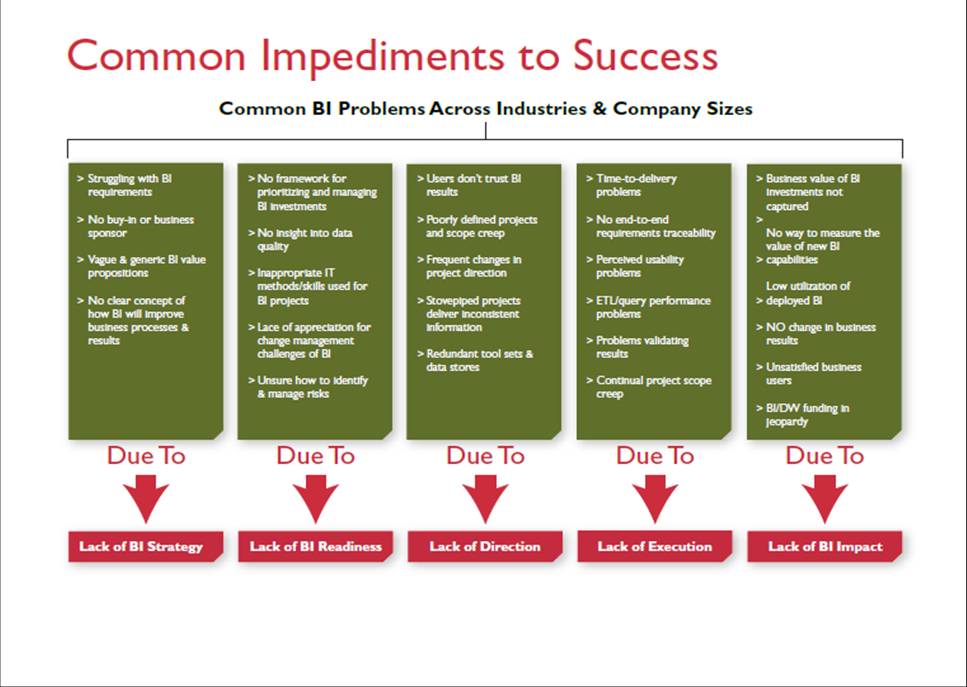 Common Impediments to Success
Common BI Problems Across Industries & Company Sizes
> Struggling with BI
requirements
> No buy-in or business
sponsor
> Vague & generic BI value
propositions
> No clear concept of
how BI will improve
business processes &
results
> No framework for
prioritizing and managing
BI investments
> No insight into data
quality
> Inappropriate IT
methods/skills used for
BI projects
> Lace of appreciation for
change management
challenges of BI
> Unsure how to identify
& manage risks
> Users don't trust BI
results
> Poorly defined projects
and scope creep
> Frequent changes in
project direction
> Stovepiped projects
deliver inconsistent
information
> Redundant tool sets &
data stores
> Time-to-delivery
problems
> No end-to-end
requirements traceability
> Perceived usability
problems
> ETL/query performance
problems
> Problems validating
results
> Continual project scope
creep
> Business value of BI
investments not
captured
>
No way to measure the
value of new BI
> capabilities
Low utilization of
> deployed BI
> NO change in business
results
> Unsatisfied business
users
> BI/DW funding in
jeopardy
Due To
Due To
Due To
Due To
Due To
Lack of BI Strategy
Lack of BI Readiness
Lack of Direction
Lack of Execution
Lack of BI Impact